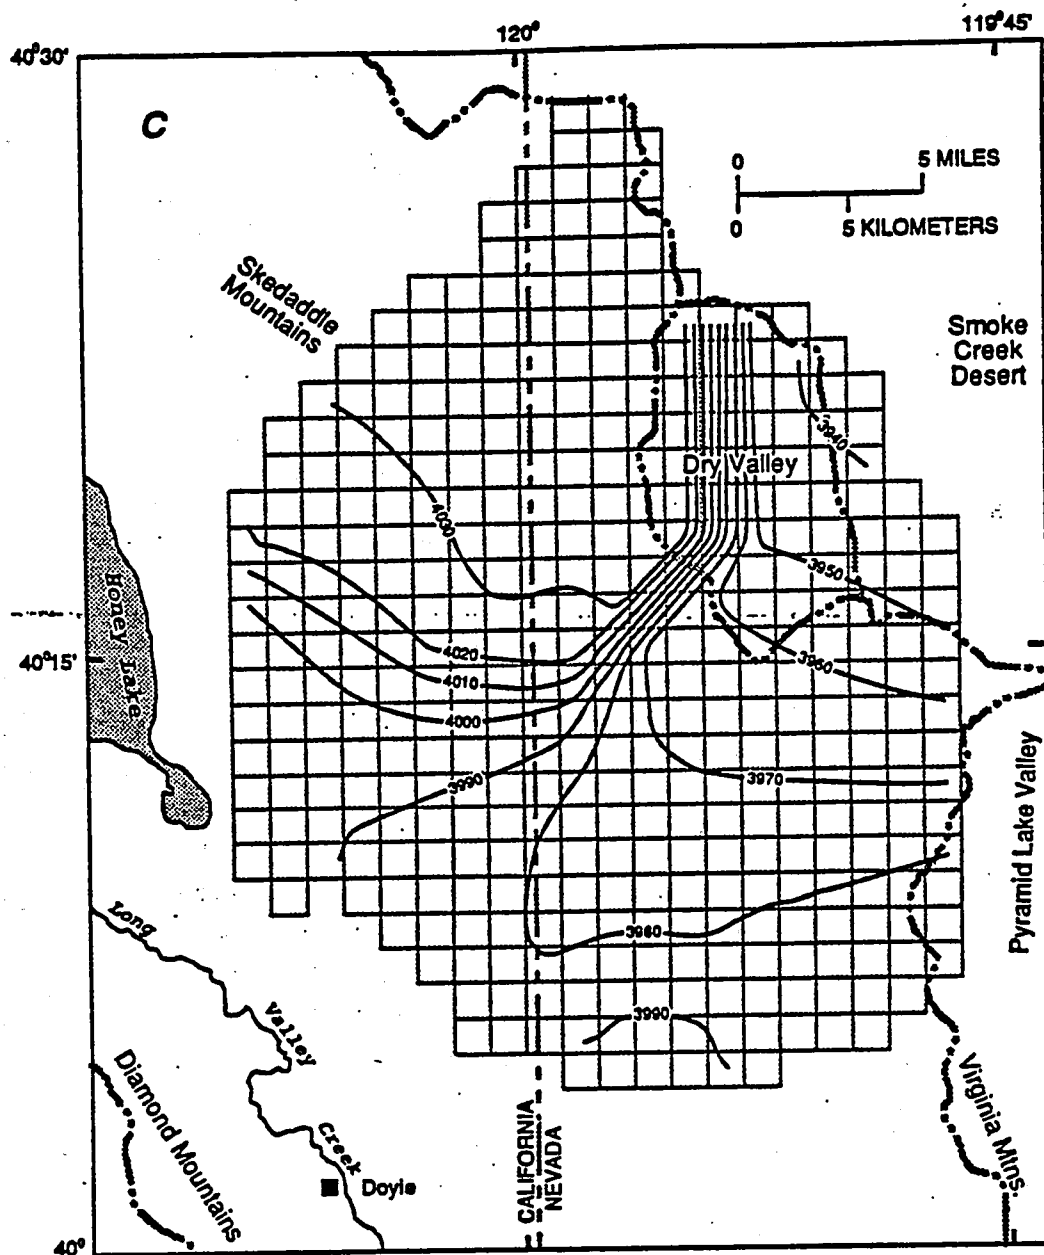 120°
119°45'
40°30'
C
0
5 MILES
0
5 KILOMETERS
Skedaddle
Mountains
Smoke
Creek
Desert
3940
Dry Valley
4030
3950
Honey Lake
40°15'
4020
4010
3960
4000
3990
3970
Pyramid Lake Valley
Long
3980
Valley
3990
Diamond Mountains
Virginia Mtns.
Creek
CALIFORNIA
NEVADA
Doyle
40°